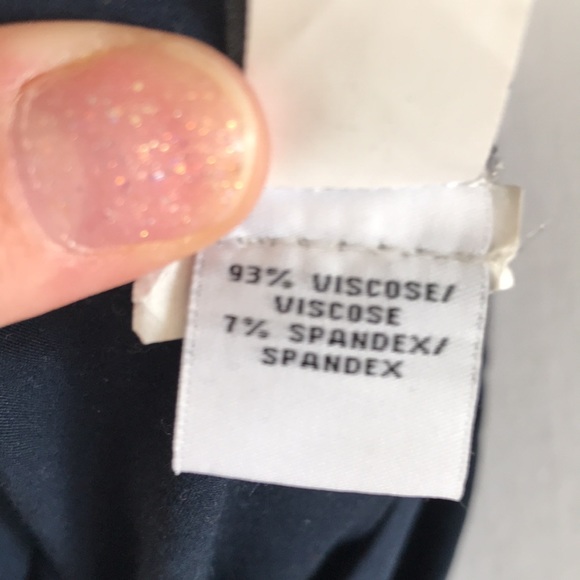 93% VISCOSE/
VISCOSE
7% SPANDEX/
SPANDEX